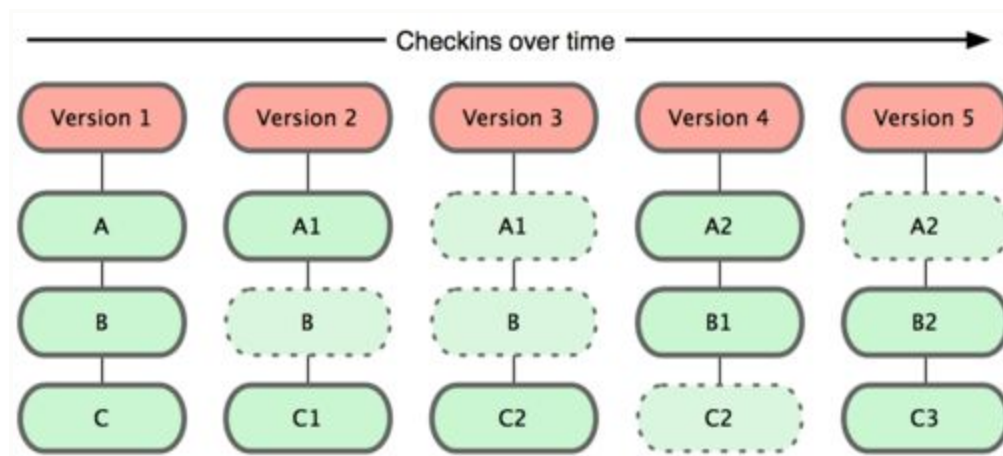 Checkins over time
Version 1 Version 2 Version 3 Version 4 Version 5
A A1 A1 A2 A2
B B B B1 B2
C C1 C2 C2 C3